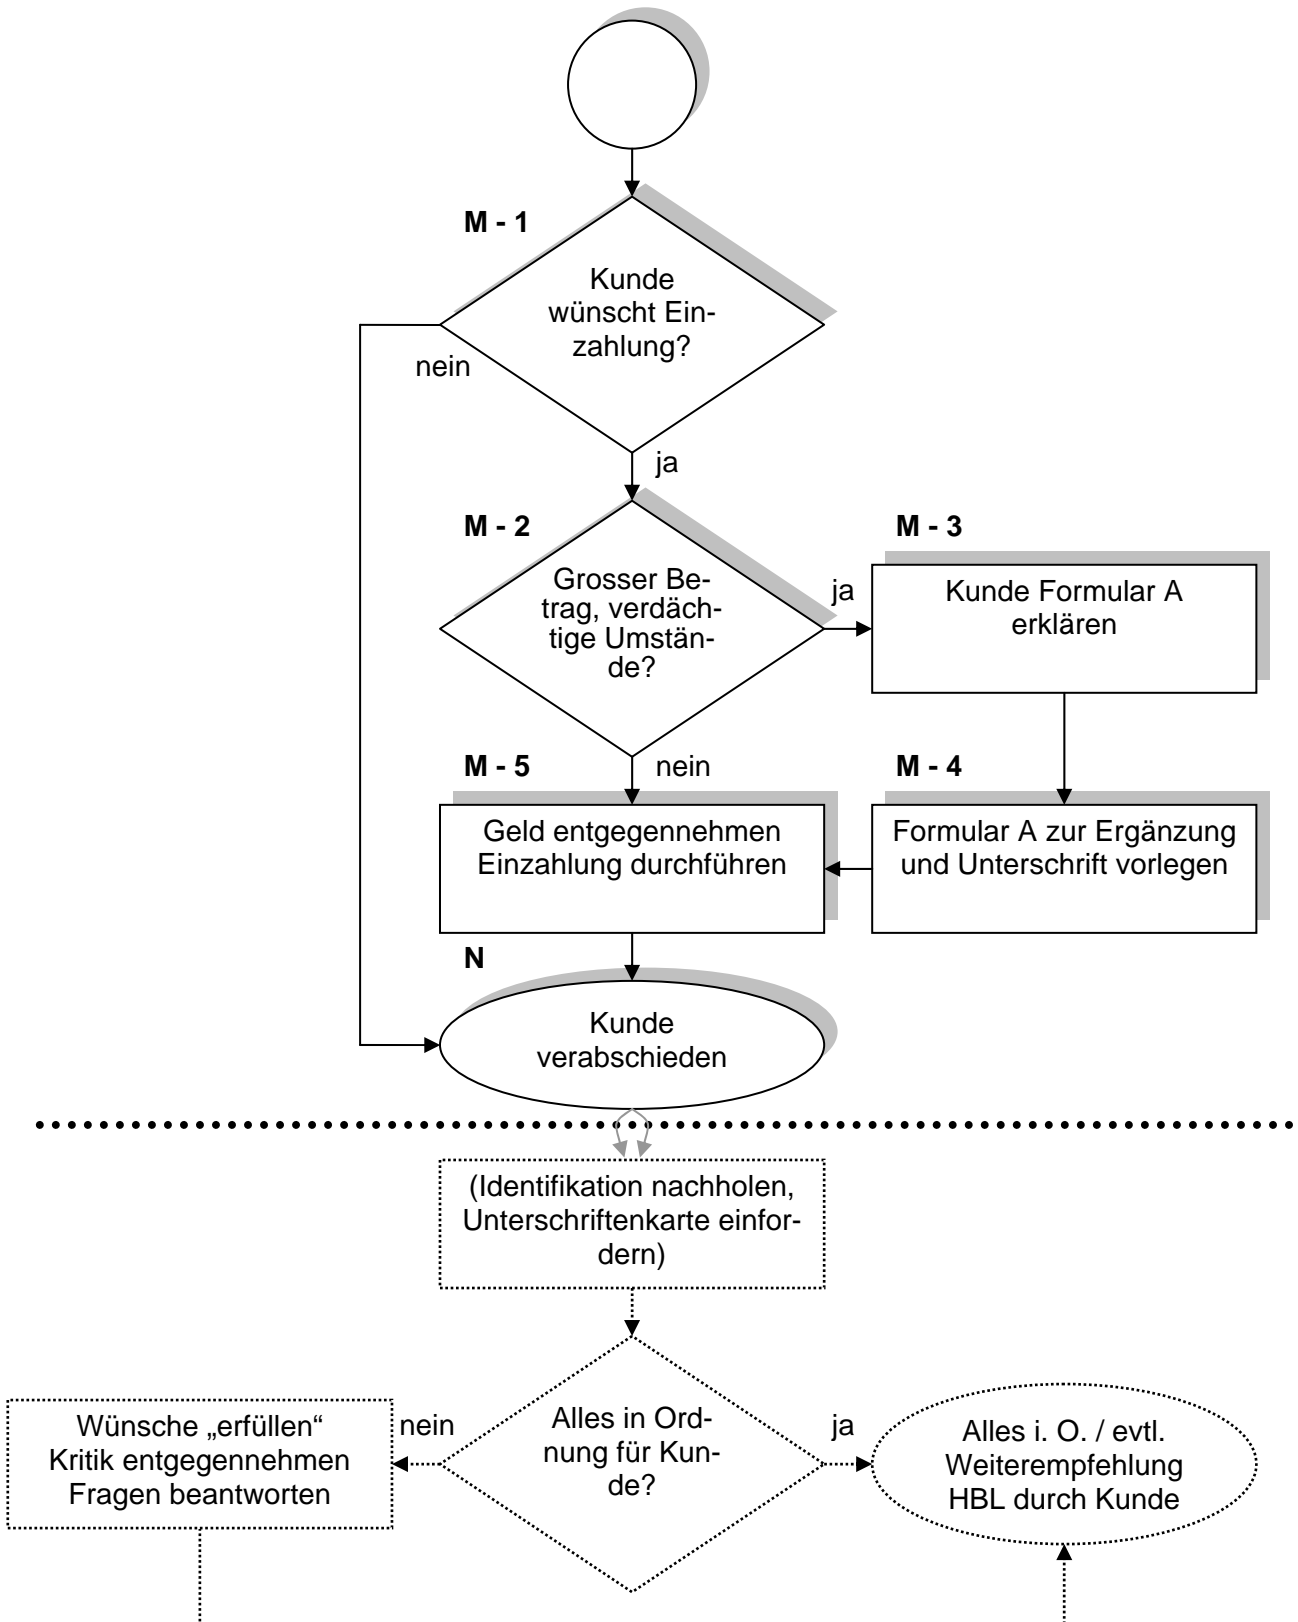 M - 1
Kunde
wünscht Ein-
zahlung?
nein
ja
M - 2
Grosser Be-
trag, verdäch-
tige Umstän-
de?
ja
M - 3
Kunde Formular A
erklären
nein
M - 5
Geld entgegennehmen
Einzahlung durchführen
M - 4
Formular A zur Ergänzung
und Unterschrift vorlegen
N
Kunde
verabschieden
(Identifikation nachholen,
Unterschriftenkarte einfor-
dern)
Wünsche „erfüllen“
Kritik entgegennehmen
Fragen beantworten
nein
Alles in Ord-
nung für Kun-
de?
ja
Alles i. O. / evtl.
Weiterempfehlung
HBL durch Kunde